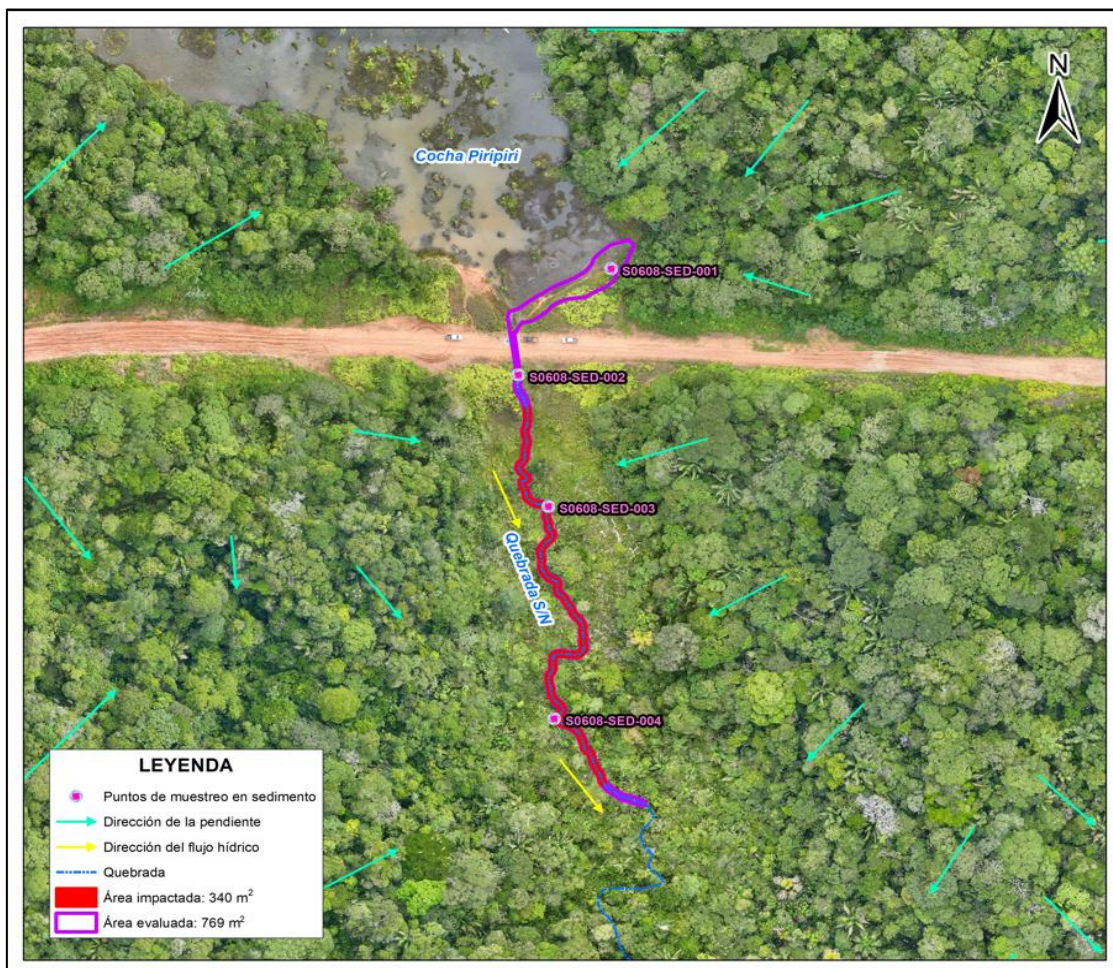 N
Cocha Piripiri
S0608-SED-001
S0608-SED-002
S0608-SED-003
Quebrada S/N
S0608-SED-004
LEYENDA
Puntos de muestreo en sedimento
Dirección de la pendiente
Dirección del flujo hídrico
Quebrada
Área impactada: 340 m²
Área evaluada: 769 m²